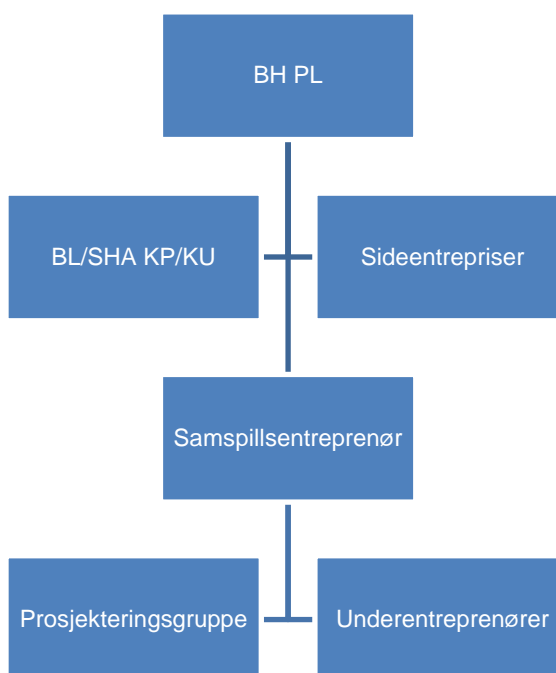 BH PL
BL/SHA KP/KU
Sideentrepriser
Samspillsentreprenør
Prosjekteringsgruppe
Underentreprenører